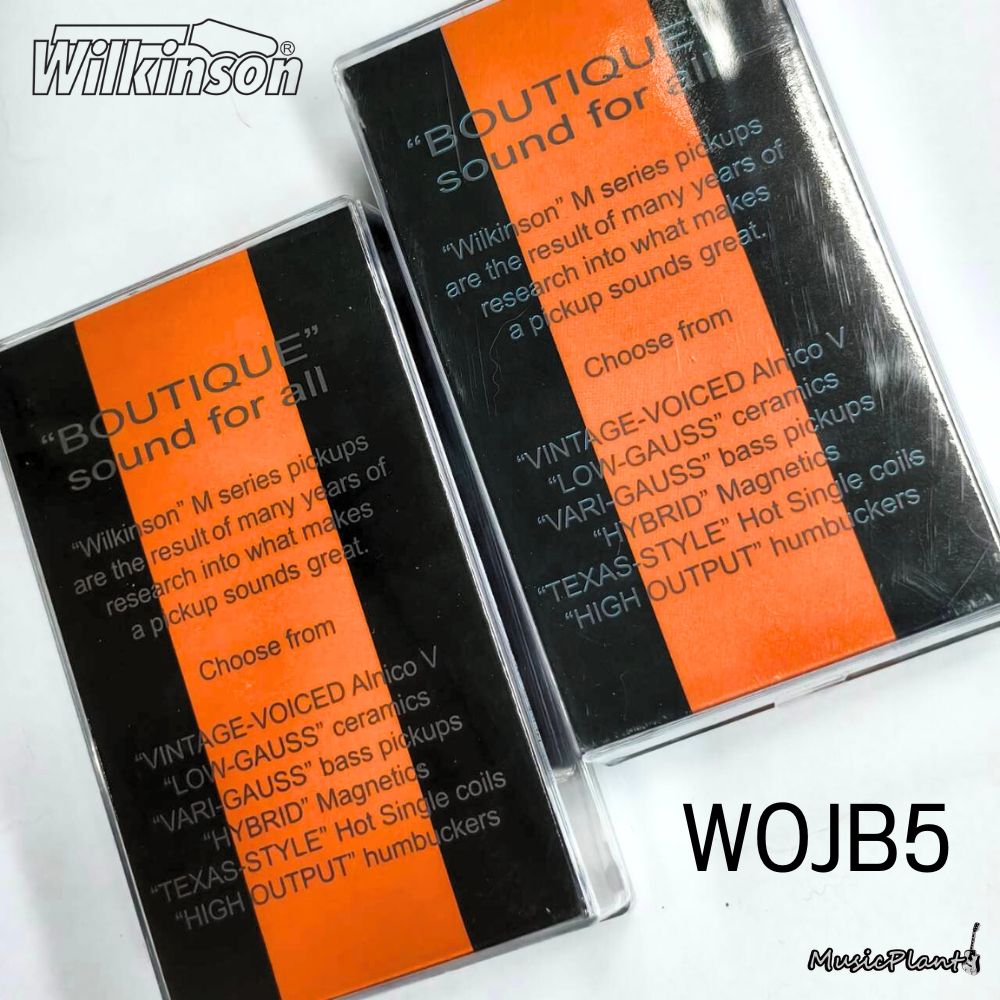 Wilkinson®
"BOUTIQUE"
sound for all
"Wilkinson" M series pickups
are the result of many years of
research into what makes
a pickup sounds great.
Choose from
"VINTAGE-VOICED Alnico V
"LOW-GAUSS" ceramics
"VARI-GAUSS" bass pickups
"HYBRID" Magnetics
"TEXAS-STYLE" Hot Single coils
"HIGH OUTPUT" humbuckers
"BOUTIQUE"
sound for all
"Wilkinson" M series pickups
are the result of many years of
research into what makes
a pickup sounds great.
Choose from
"VINTAGE-VOICED Alnico V
"LOW-GAUSS" ceramics
"VARI-GAUSS" bass pickups
"HYBRID" Magnetics
"TEXAS-STYLE" Hot Single coils
"HIGH OUTPUT" humbuckers
WOJB5
MusicPlant